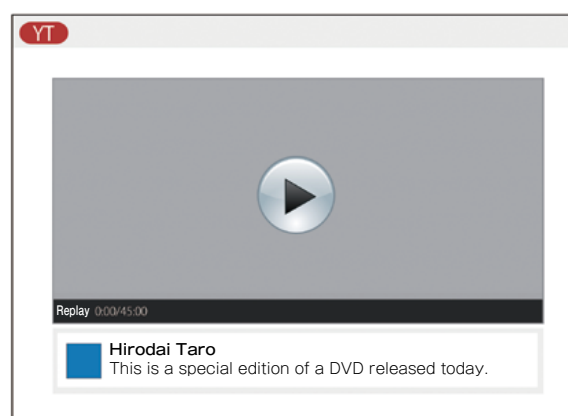 YT
Replay 0:00/45:00
Hirodai Taro
This is a special edition of a DVD released today.